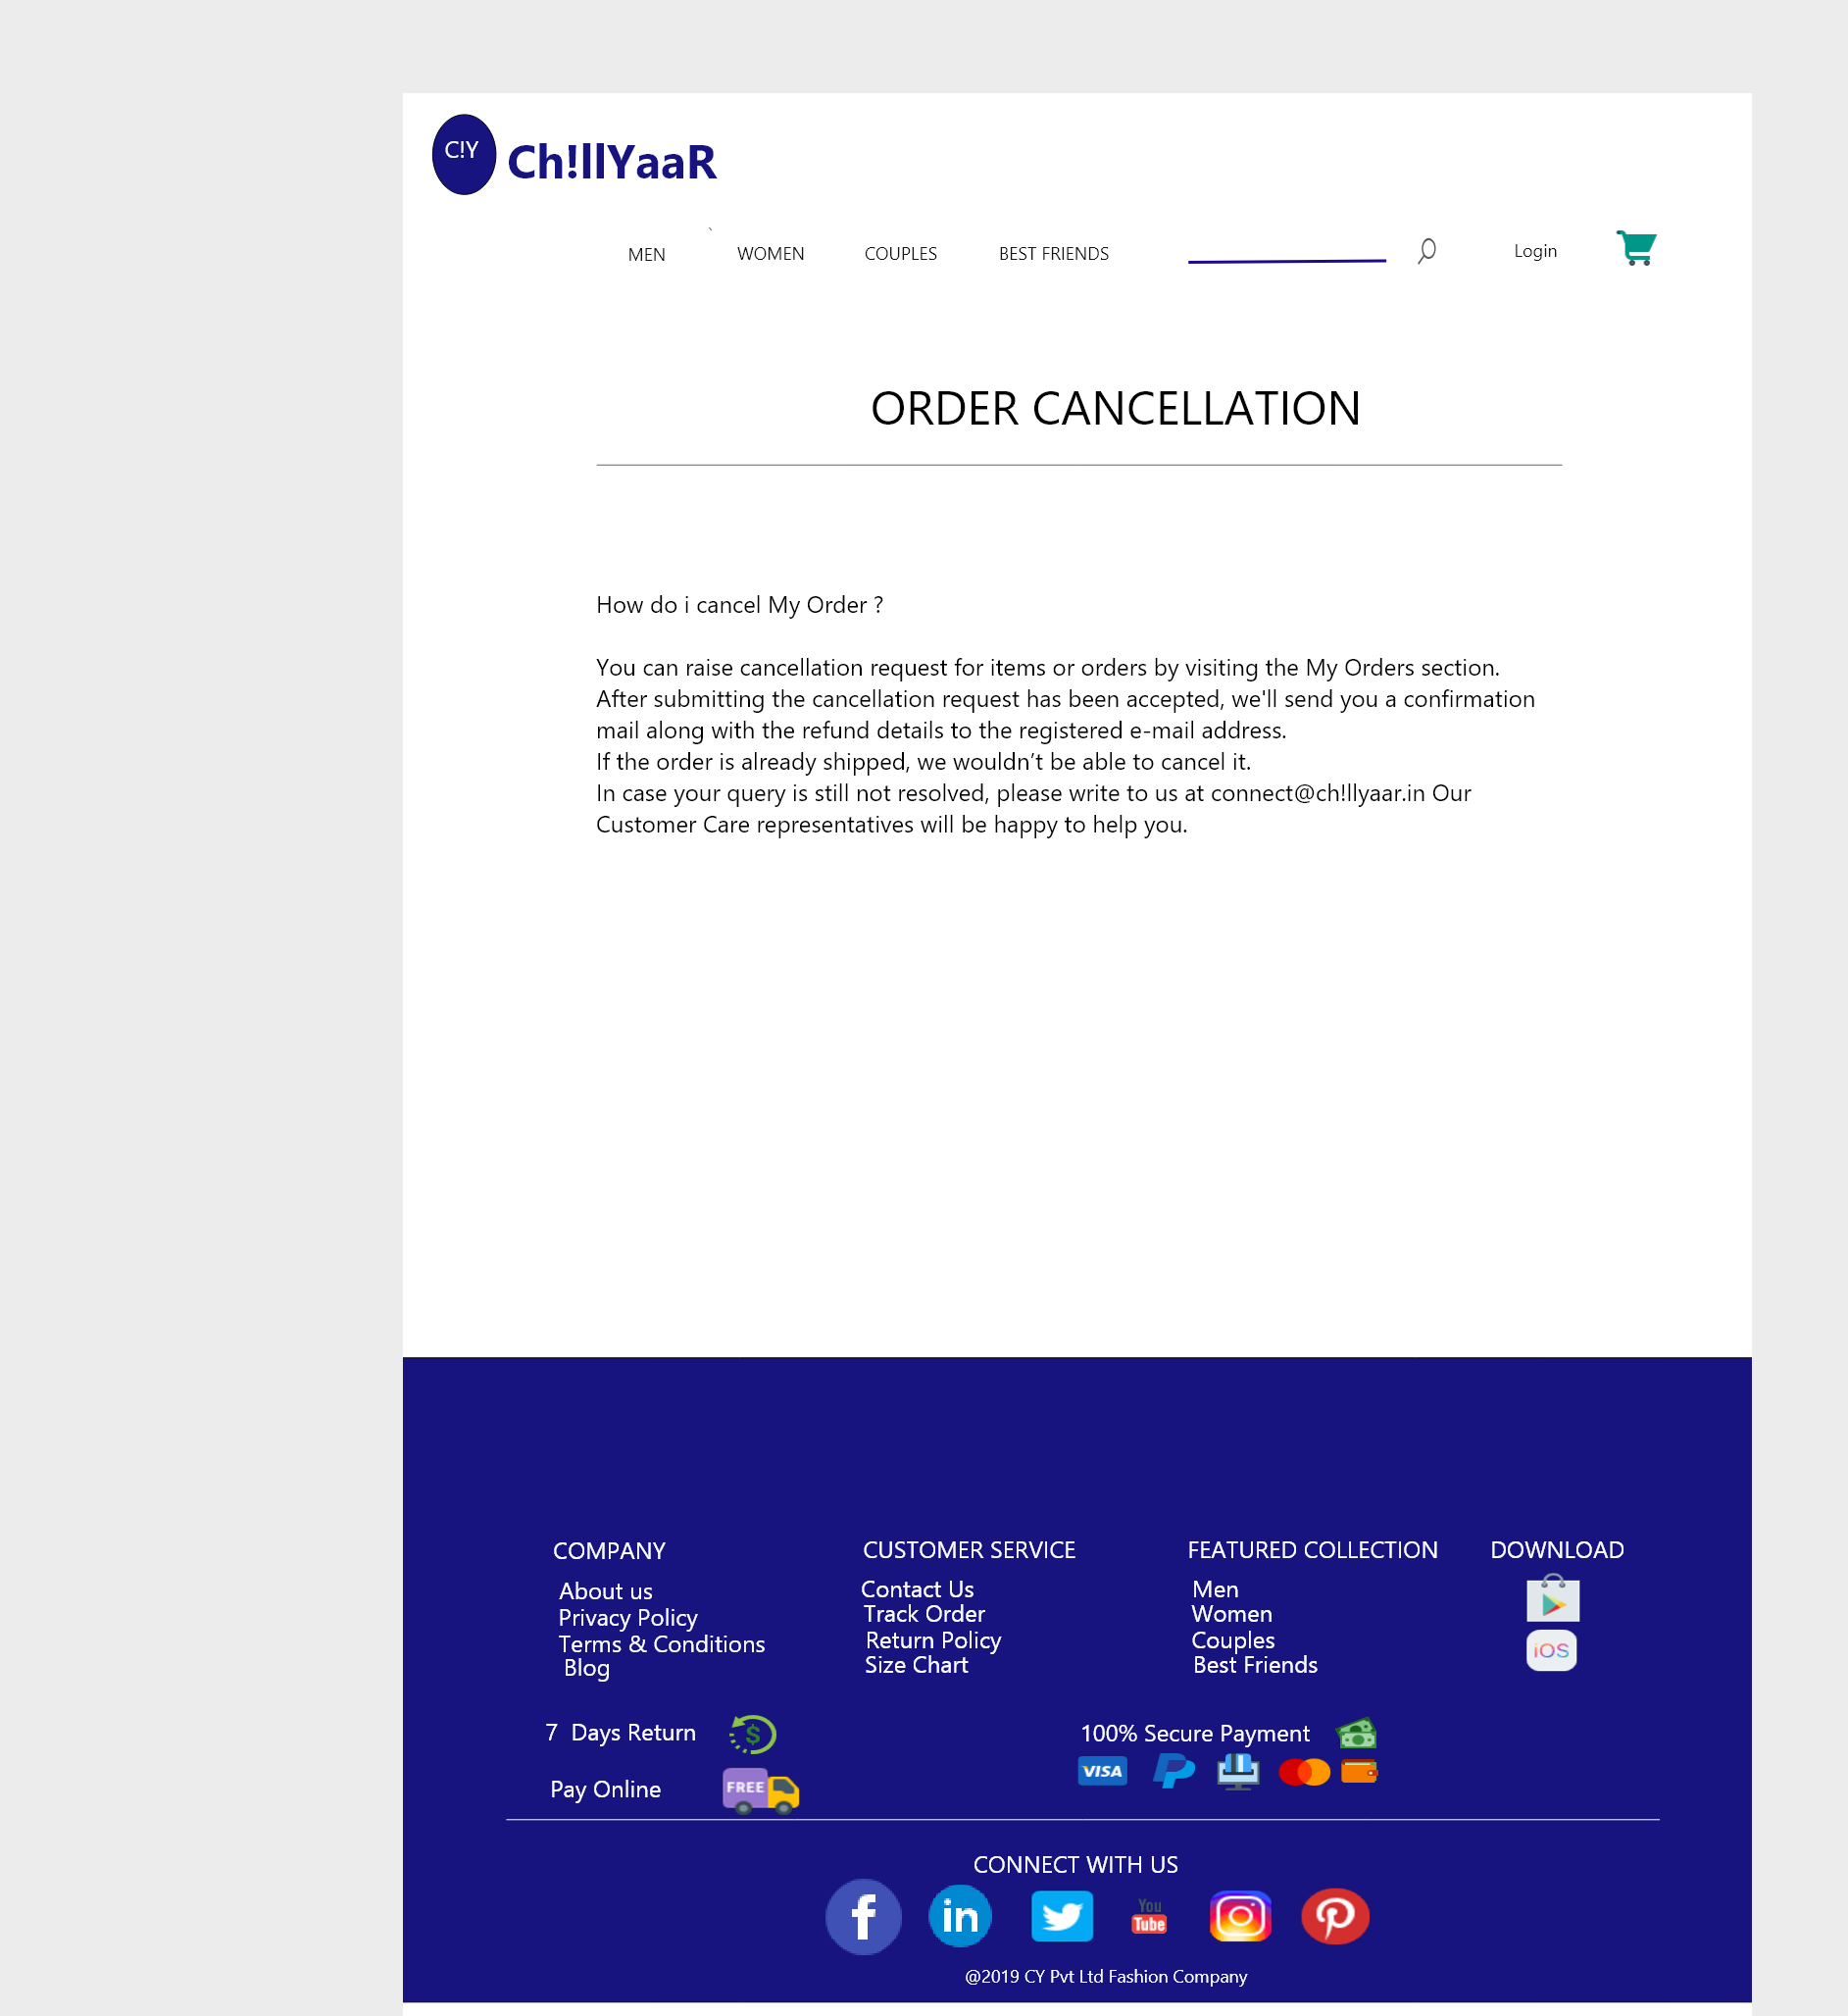 C!Y
Ch!llYaaR
MEN ` WOMEN COUPLES BEST FRIENDS Login
ORDER CANCELLATION
How do i cancel My Order ?
You can raise cancellation request for items or orders by visiting the My Orders section.
After submitting the cancellation request has been accepted, we'll send you a confirmation
mail along with the refund details to the registered e-mail address.
If the order is already shipped, we wouldn’t be able to cancel it.
In case your query is still not resolved, please write to us at connect@ch!llyaar.in Our
Customer Care representatives will be happy to help you.
COMPANY
About us
Privacy Policy
Terms & Conditions
Blog
CUSTOMER SERVICE
Contact Us
Track Order
Return Policy
Size Chart
FEATURED COLLECTION
Men
Women
Couples
Best Friends
DOWNLOAD
iOS
7 Days Return
$
Pay Online
FREE
100% Secure Payment
VISA
CONNECT WITH US
f
in
You
Tube
@2019 CY Pvt Ltd Fashion Company